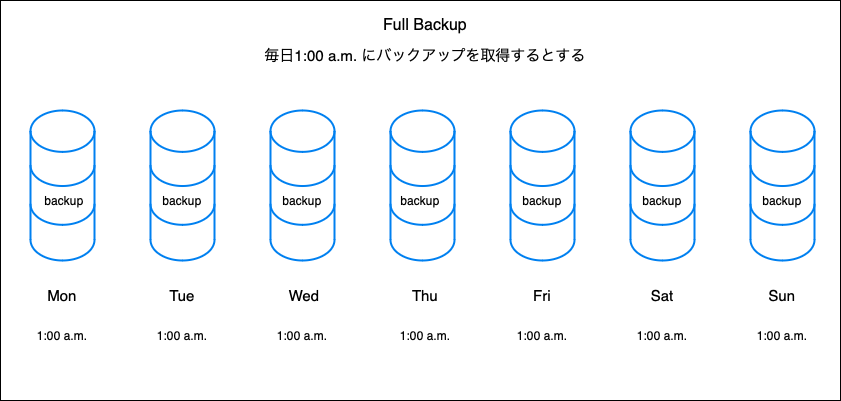 Full Backup
毎日1:00 a.m. にバックアップを取得するとする
backup backup backup backup backup backup backup
Mon Tue Wed Thu Fri Sat Sun
1:00 a.m. 1:00 a.m. 1:00 a.m. 1:00 a.m. 1:00 a.m. 1:00 a.m. 1:00 a.m.